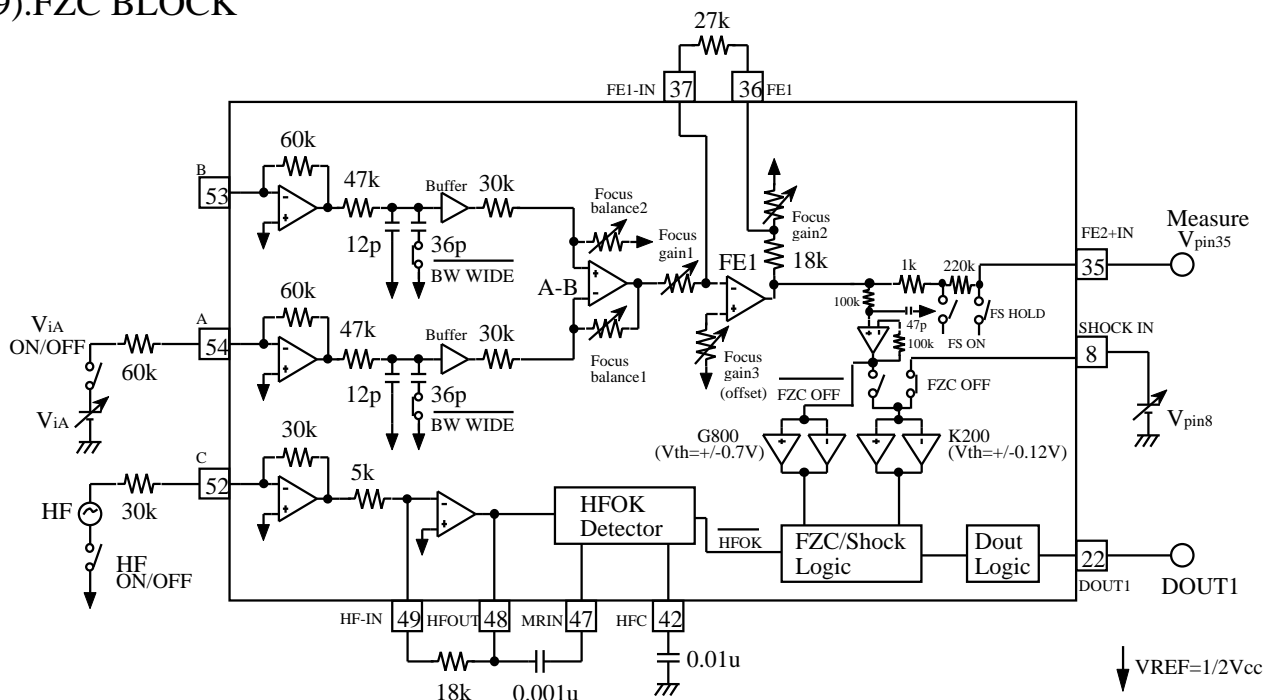 9).FZC BLOCK
27k
FE1-IN 37 36 FE1
B
53
60k
47k
Buffer
30k
12p
36p
BW WIDE
Focus
balance2
Focus
gain1
A-B
Focus
balance1
FE1
Focus
gain2
18k
Focus
gain3
(offset)
1k
220k
100k
47p
100k
FS HOLD
FS ON
FE2+IN
35
Measure
Vpin35
SHOCK IN
8
Vpin8
ViA
ON/OFF
60k
ViA
A
54
60k
47k
Buffer
30k
12p
36p
BW WIDE
FZC OFF
FZC OFF
G800
(Vth=+/-0.7V)
K200
(Vth=+/-0.12V)
C
52
30k
5k
HF
30k
HF
ON/OFF
HFOK
Detector
HFOK
FZC/Shock
Logic
Dout
Logic
22
DOUT1
DOUT1
HF-IN 49 HFOUT 48 MRIN 47 HFC 42
18k
0.001u
0.01u
VREF=1/2Vcc